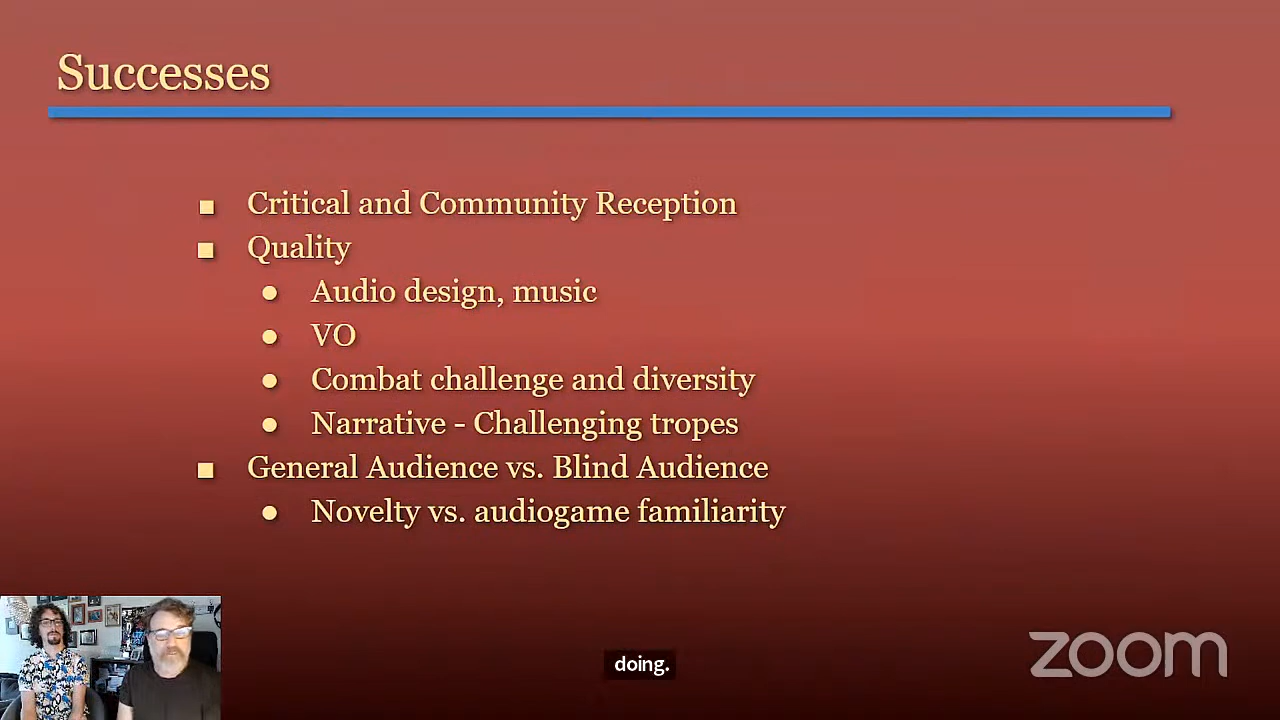 Successes
Critical and Community Reception
Quality
Audio design, music
VO
Combat challenge and diversity
Narrative - Challenging tropes
General Audience vs. Blind Audience
Novelty vs. audiogame familiarity
doing.
zoom